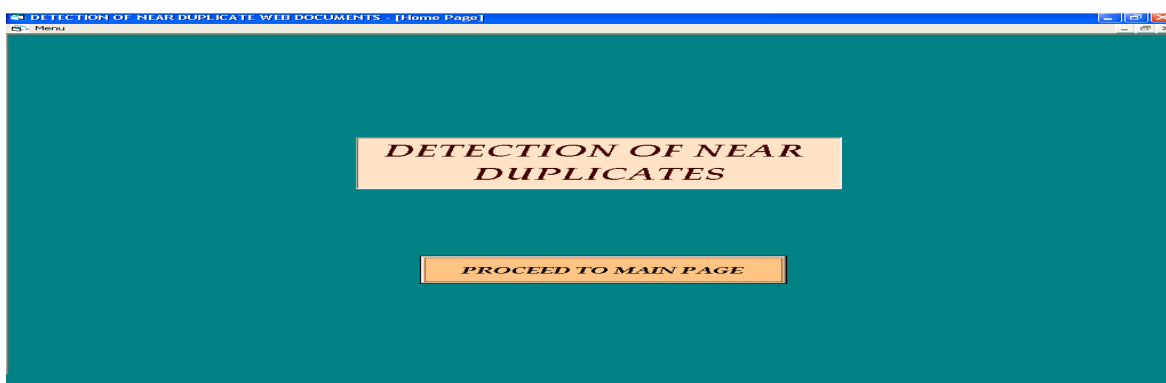 DETECTION OF NEAR DUPLICATE WEB DOCUMENTS - [Home Page]
Menu
DETECTION OF NEAR
DUPLICATES
PROCEED TO MAIN PAGE